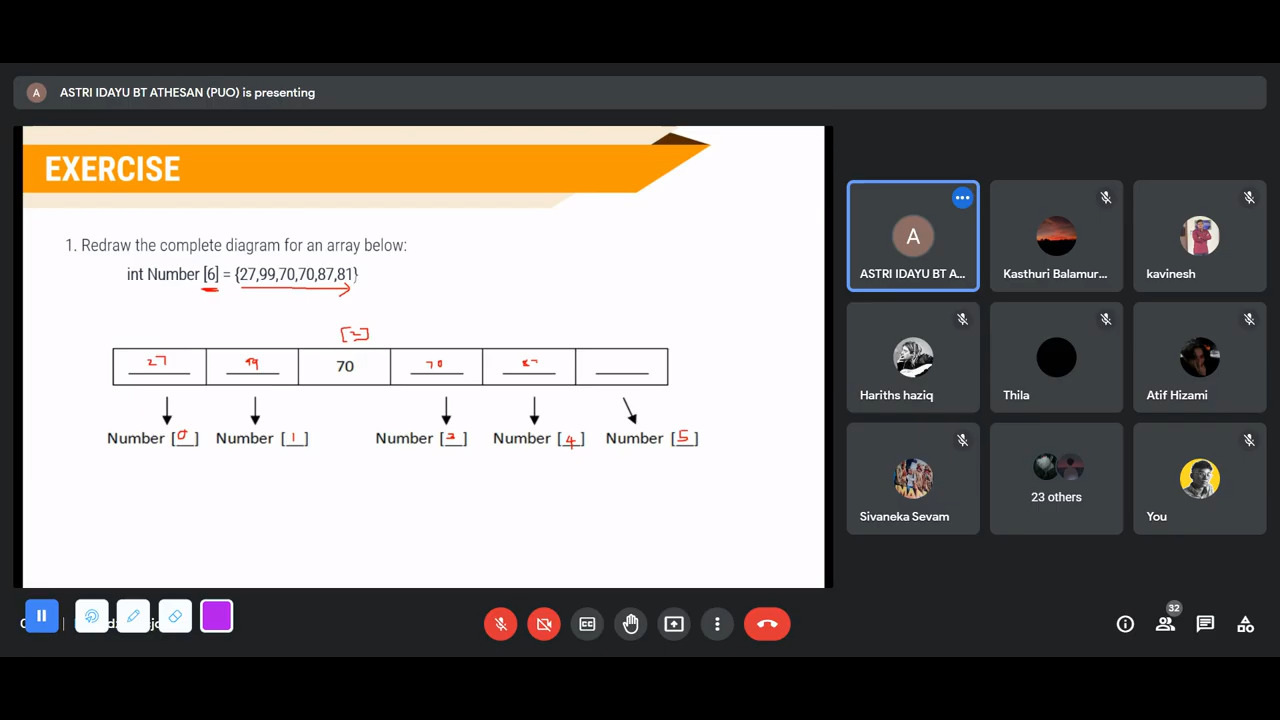 A ASTRI IDAYU BT ATHESAN (PUO) is presenting
EXERCISE
1. Redraw the complete diagram for an array below:
int Number [6] = {27,99,70,70,87,81}
[2]
27 99 70 70 87
Number [0] Number [1] Number [3] Number [4] Number [5]
A
ASTRI IDAYU BT A...
Kasthuri Balamur...
kavinesh
Hariths haziq
Thila
Atif Hizami
Sivaneka Sevam
23 others
You
CC
32